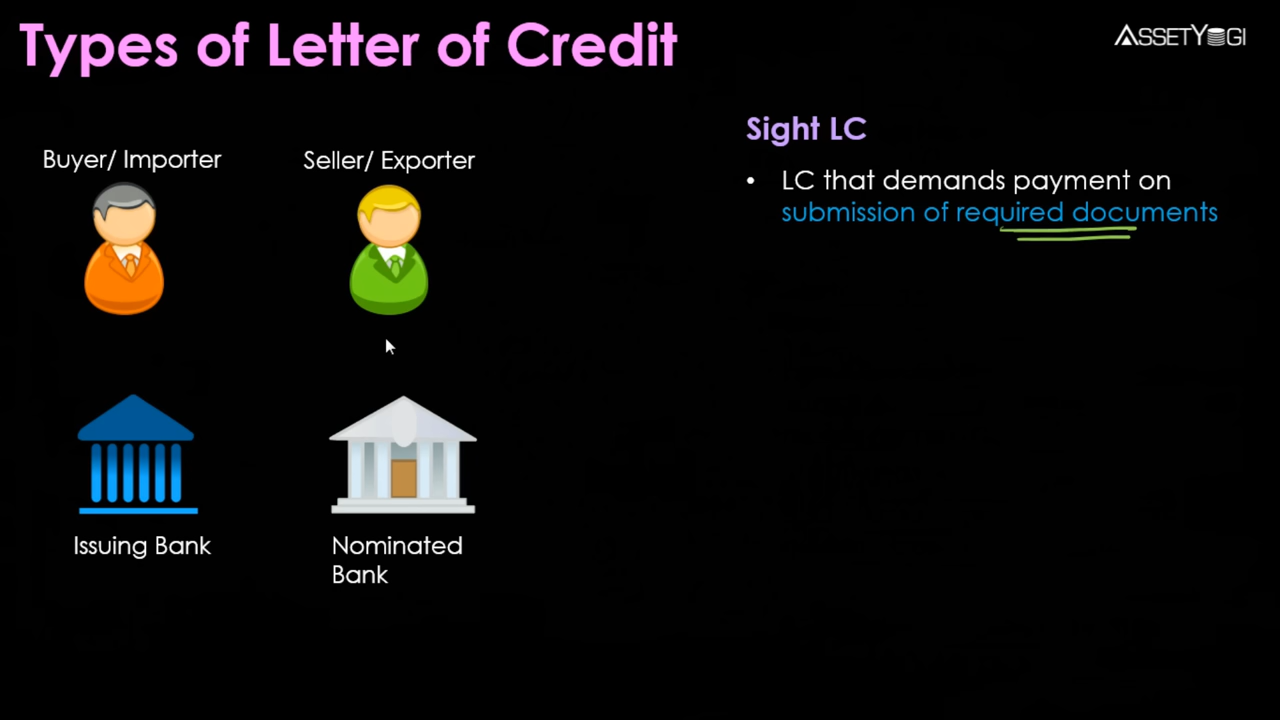 Types of Letter of Credit
ASSETYOGI
Buyer/ Importer
Seller/ Exporter
Issuing Bank
Nominated
Bank
Sight LC
• LC that demands payment on
submission of required documents